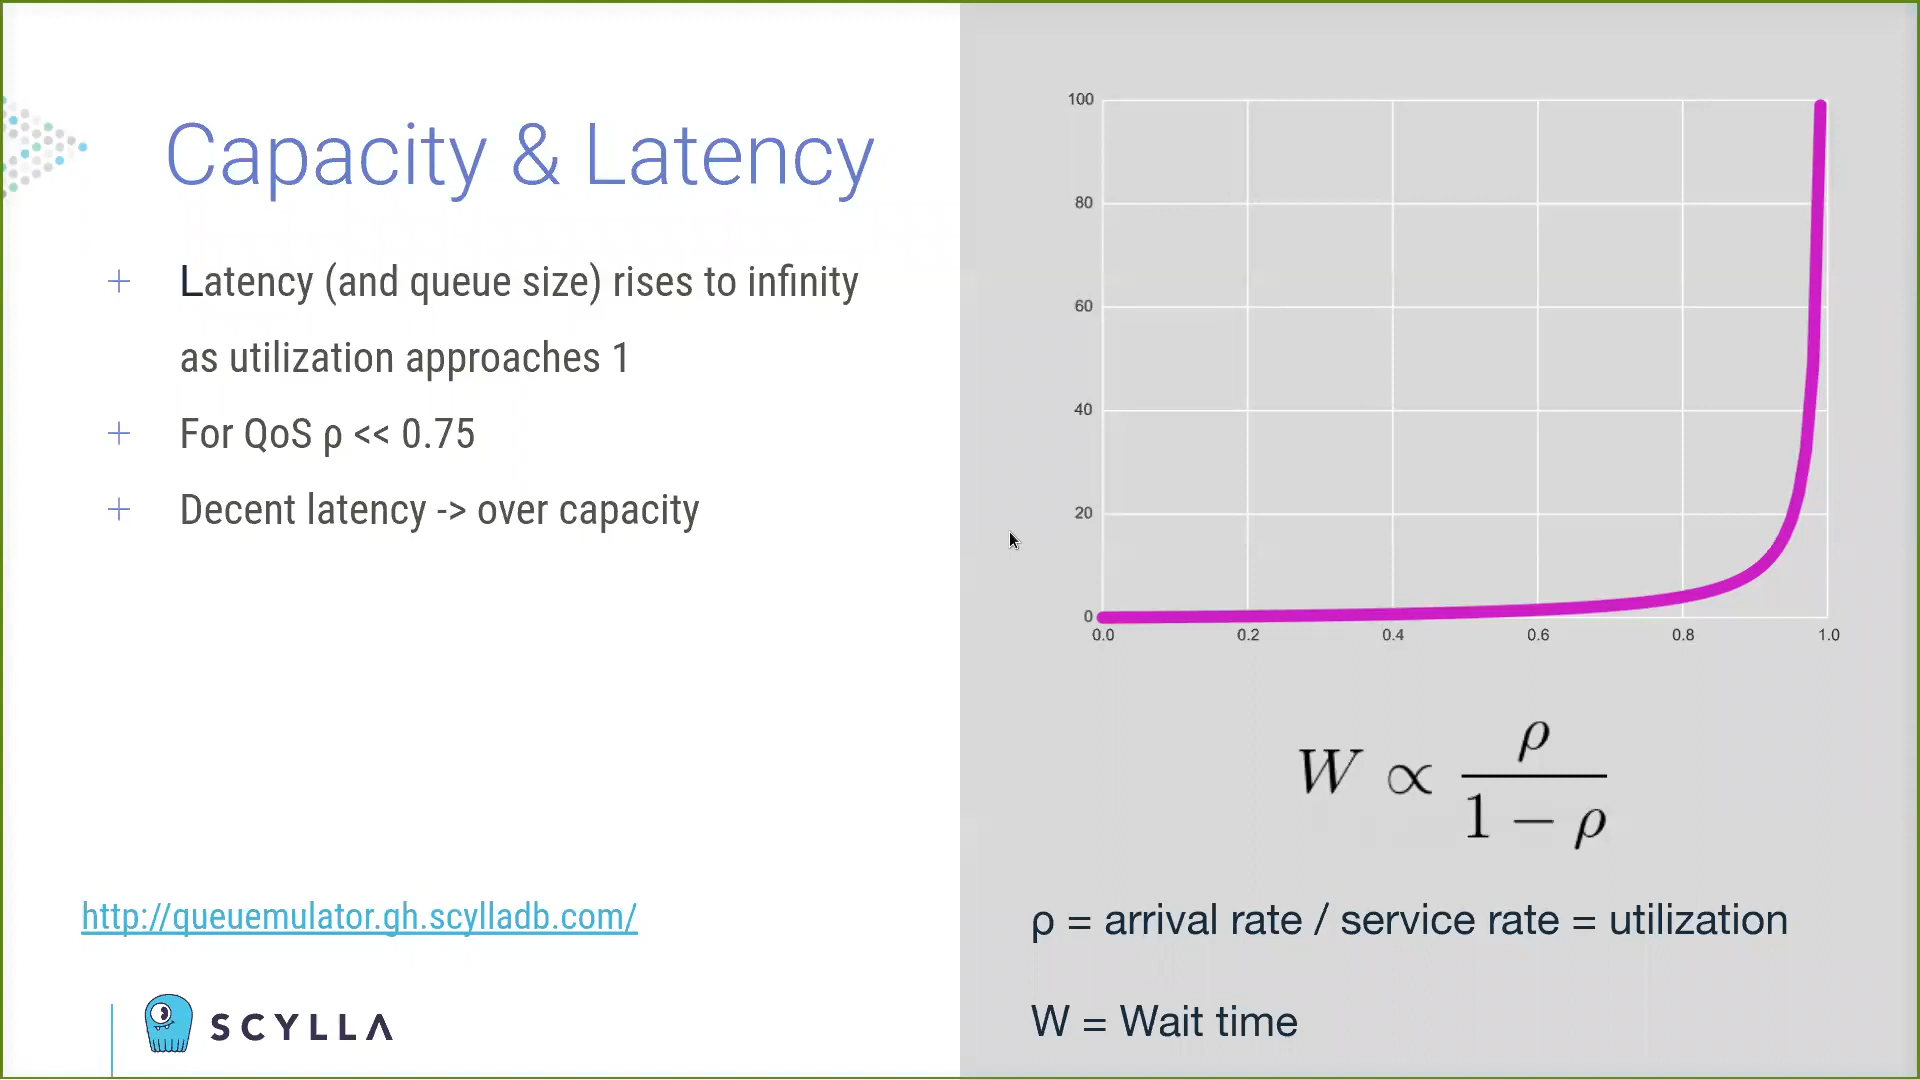 Capacity & Latency
+ Latency (and queue size) rises to infinity
as utilization approaches 1
+ For QoS ρ << 0.75
+ Decent latency -> over capacity
http://queuemulator.gh.scylladb.com/
SCYLLA
100
80
60
40
20
0
0.0 0.2 0.4 0.6 0.8 1.0
W ∝ ρ / (1 − ρ)
ρ = arrival rate / service rate = utilization
W = Wait time